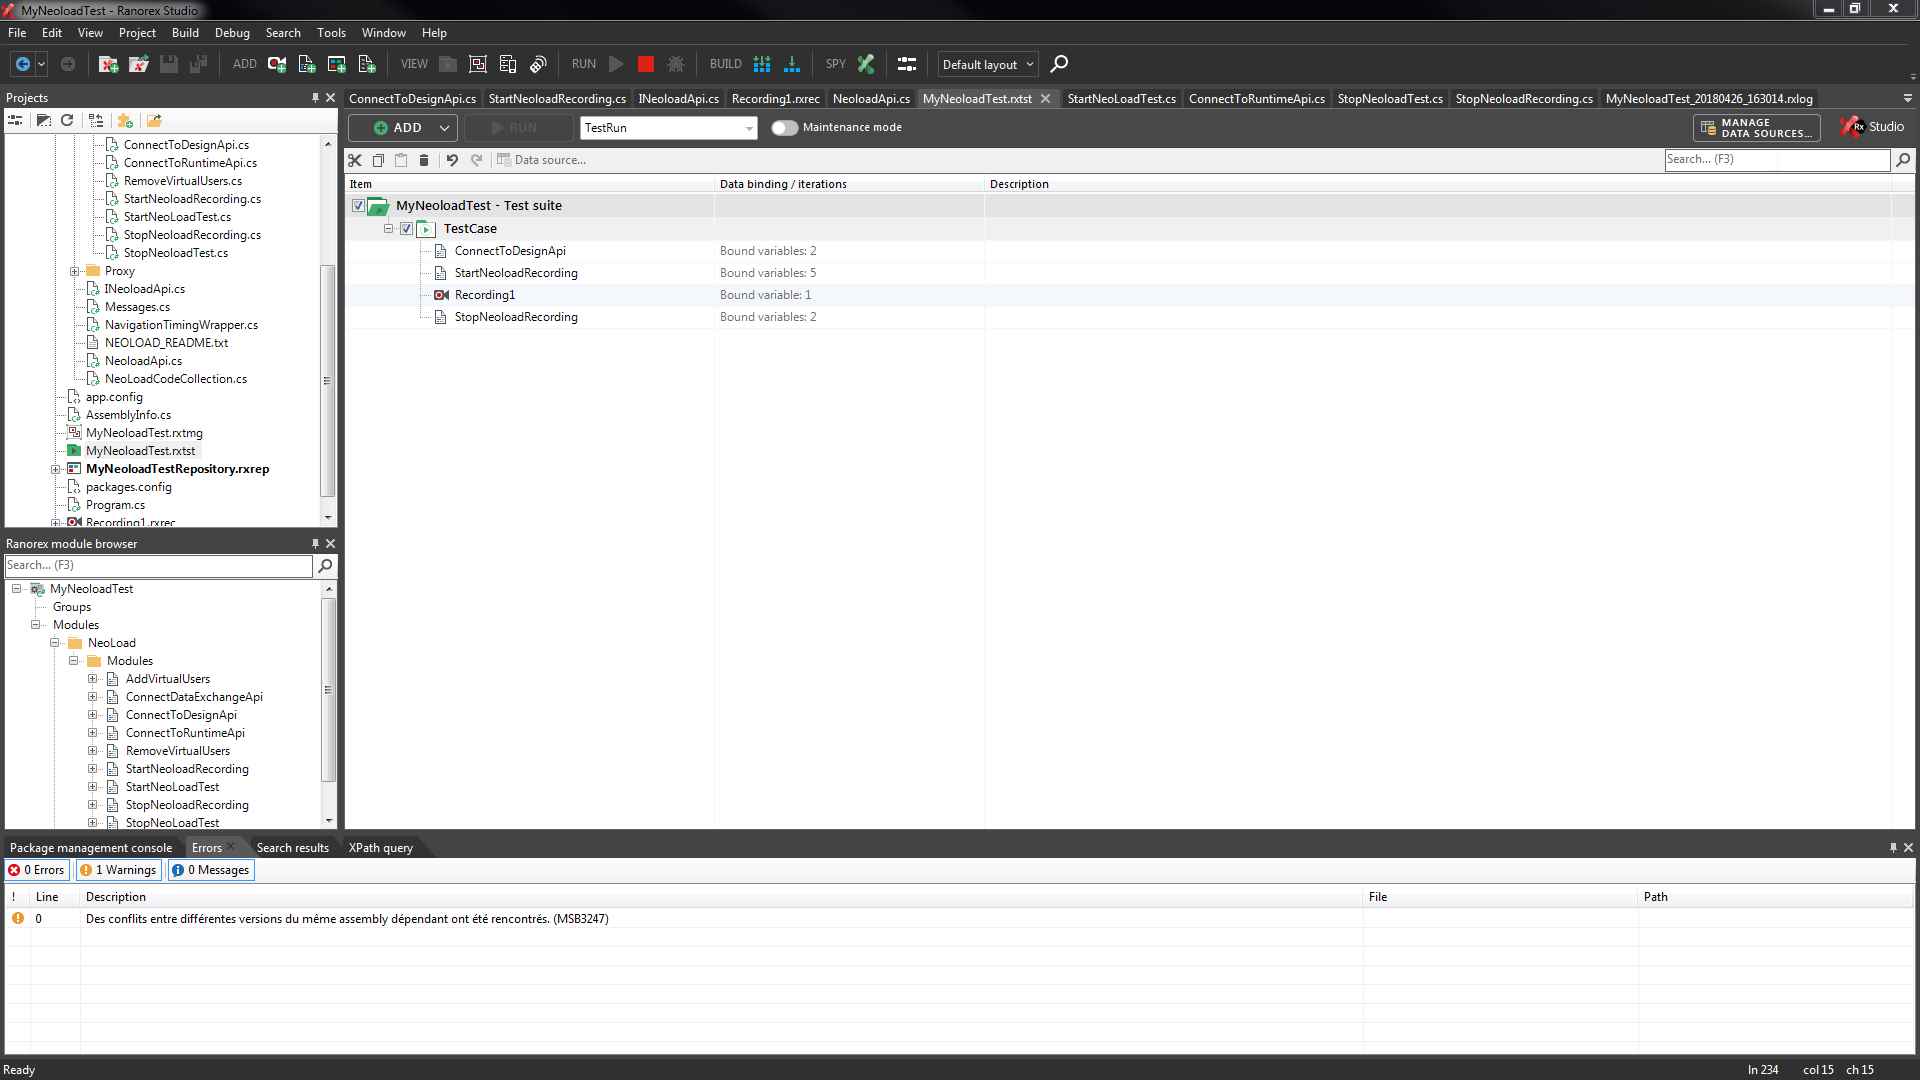 MyNeoloadTest - Ranorex Studio
File Edit View Project Build Debug Search Tools Window Help
ADD VIEW RUN BUILD SPY Default layout
Projects
ConnectToDesignApi.cs StartNeoloadRecording.cs INeoloadApi.cs Recording1.rxrec NeoloadApi.cs MyNeoloadTest.rxtst StartNeoLoadTest.cs ConnectToRuntimeApi.cs StopNeoloadTest.cs StopNeoloadRecording.cs MyNeoloadTest_20180426_163014.rxlog
ADD RUN TestRun Maintenance mode MANAGE DATA SOURCES... Rx Studio
Data source... Search... (F3)
Item Data binding / iterations Description
MyNeoloadTest - Test suite
TestCase
ConnectToDesignApi Bound variables: 2
StartNeoloadRecording Bound variables: 5
Recording1 Bound variable: 1
StopNeoloadRecording Bound variables: 2
ConnectToDesignApi.cs
ConnectToRuntimeApi.cs
RemoveVirtualUsers.cs
StartNeoloadRecording.cs
StartNeoLoadTest.cs
StopNeoloadRecording.cs
StopNeoloadTest.cs
Proxy
INeoloadApi.cs
Messages.cs
NavigationTimingWrapper.cs
NEOLOAD_README.txt
NeoloadApi.cs
NeoLoadCodeCollection.cs
app.config
AssemblyInfo.cs
MyNeoloadTest.rxtmg
MyNeoloadTest.rxtst
MyNeoloadTestRepository.rxrep
packages.config
Program.cs
Recording1.rxrec
Ranorex module browser
Search... (F3)
MyNeoloadTest
Groups
Modules
NeoLoad
Modules
AddVirtualUsers
ConnectDataExchangeApi
ConnectToDesignApi
ConnectToRuntimeApi
RemoveVirtualUsers
StartNeoloadRecording
StartNeoLoadTest
StopNeoloadRecording
StopNeoLoadTest
Package management console Errors Search results XPath query
0 Errors 1 Warnings 0 Messages
! Line Description File Path
0 Des conflits entre différentes versions du même assembly dépendant ont été rencontrés. (MSB3247)
Ready ln 234 col 15 ch 15